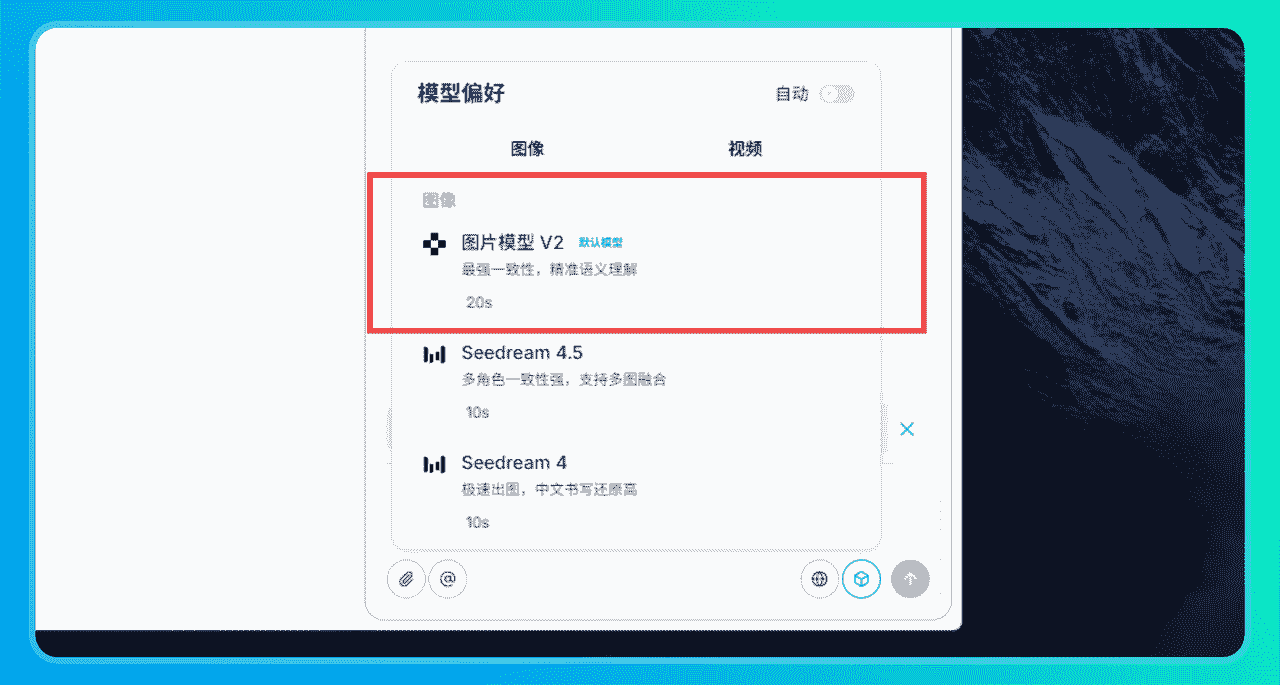 模型偏好
自动
图像
视频
图像
图片模型 V2 默认模型
最强一致性，精准语义理解
20s
Seedream 4.5
多角色一致性强，支持多图融合
10s
Seedream 4
极速出图，中文书写还原高
10s